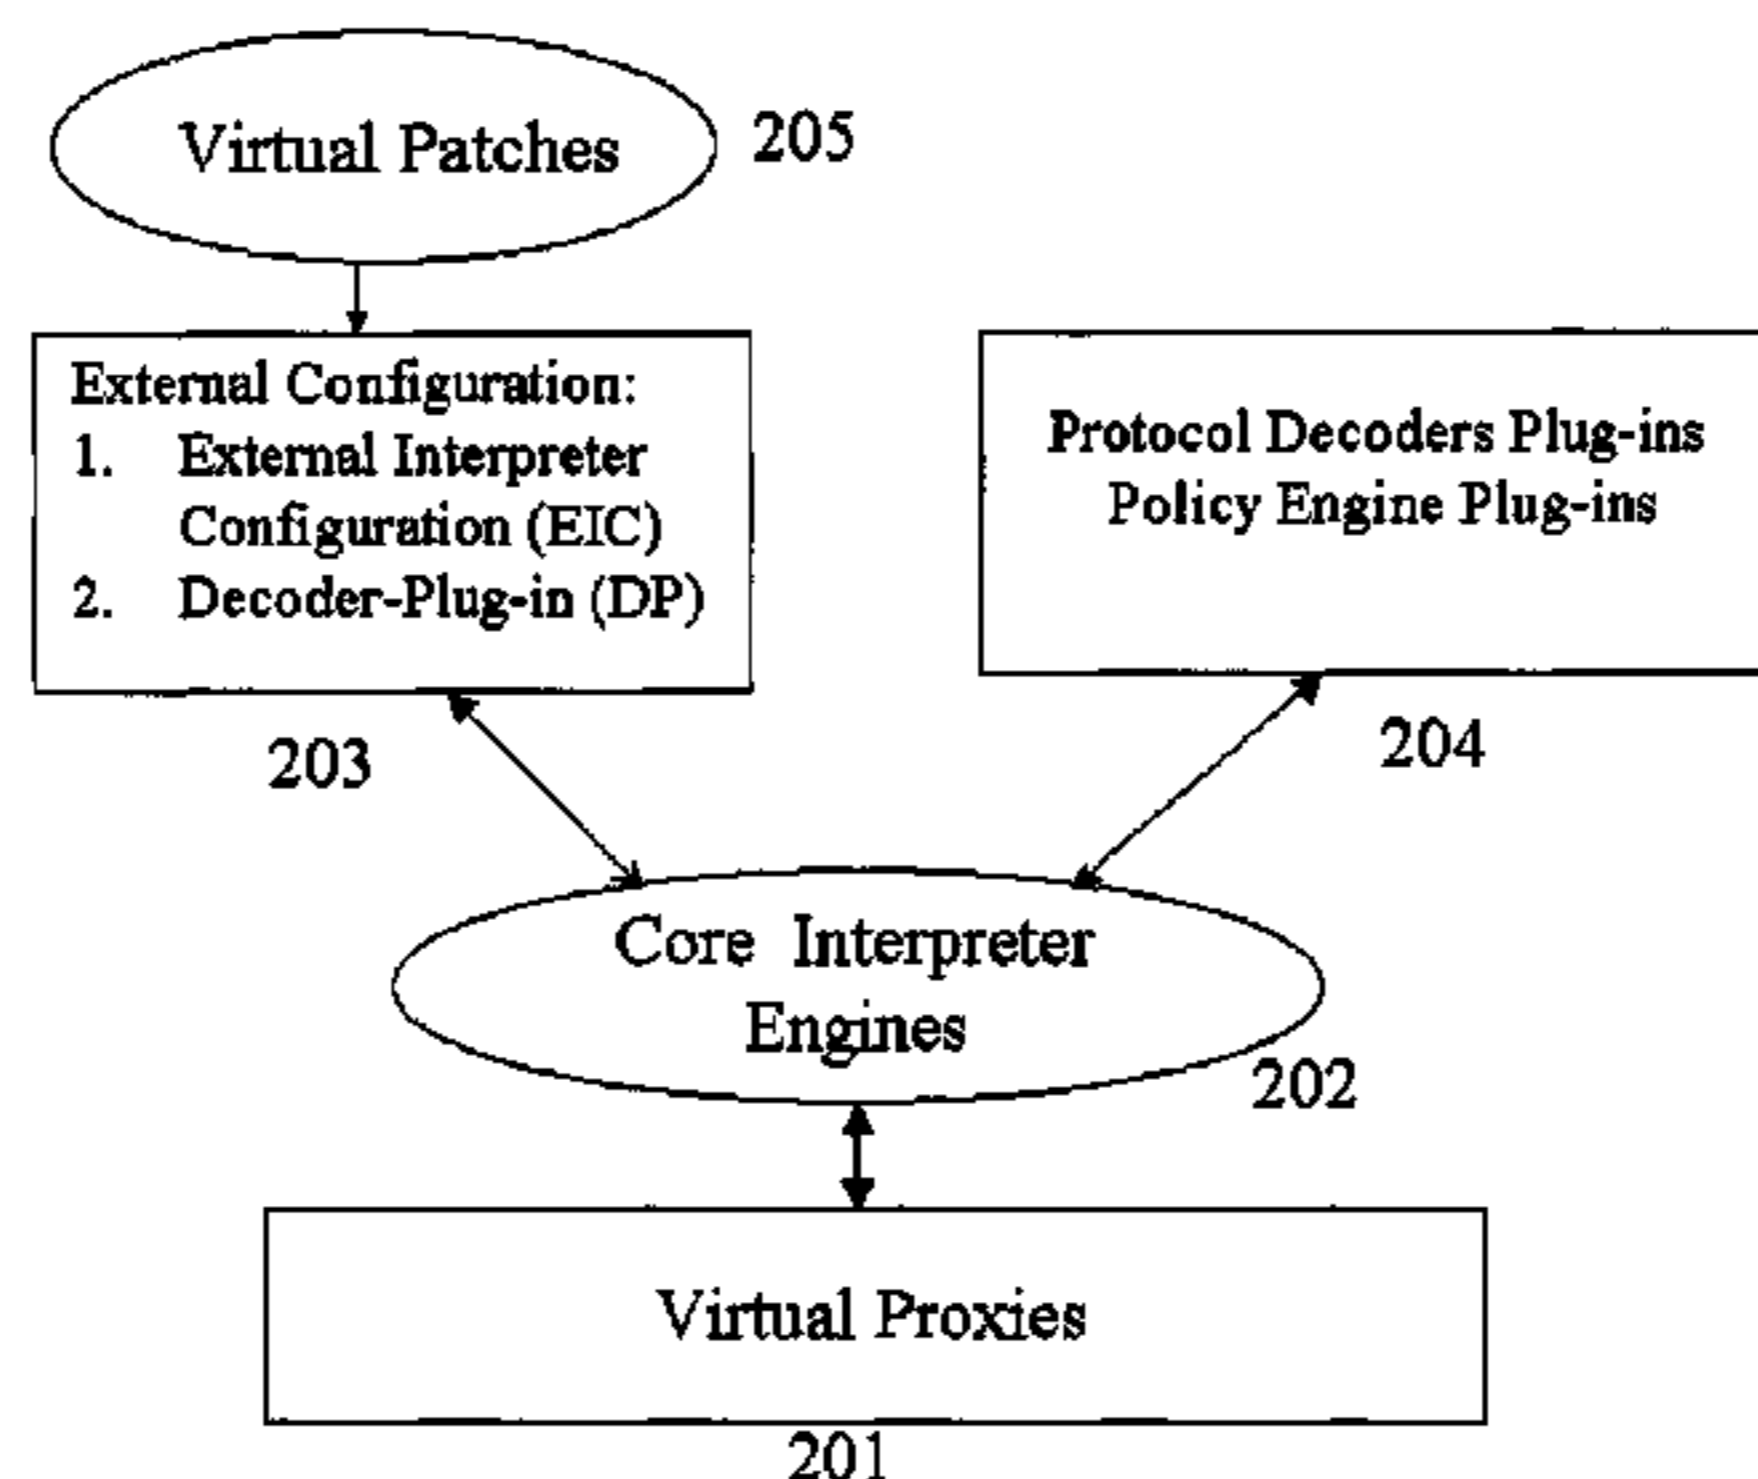 Virtual Patches
205
External Configuration:
1. External Interpreter
Configuration (EIC)
2. Decoder-Plug-in (DP)
203
Protocol Decoders Plug-ins
Policy Engine Plug-ins
204
Core Interpreter
Engines
202
Virtual Proxies
201